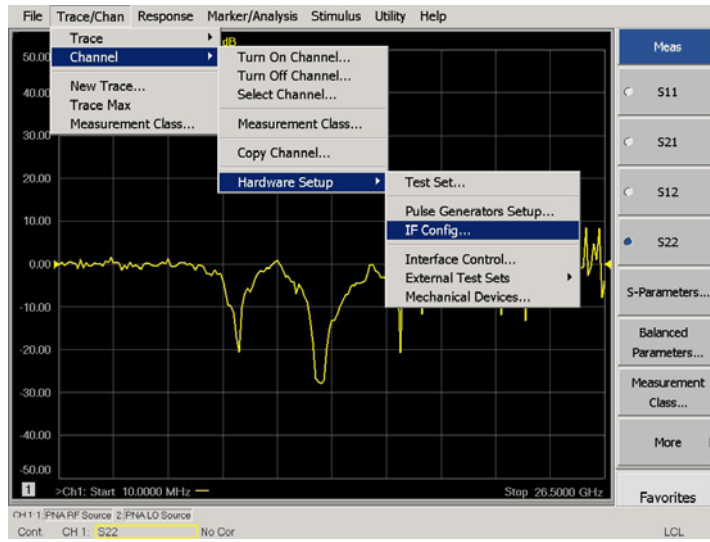 File Trace/Chan Response Marker/Analysis Stimulus Utility Help
Trace
Channel
New Trace...
Trace Max
Measurement Class...
dB
Turn On Channel...
Turn Off Channel...
Select Channel...
Measurement Class...
Copy Channel...
Hardware Setup
Test Set...
Pulse Generators Setup...
IF Config...
Interface Control...
External Test Sets
Mechanical Devices...
50.00
40.00
30.00
20.00
10.00
0.00
-10.00
-20.00
-30.00
-40.00
-50.00
1 >Ch1: Start 10.0000 MHz Stop 26.5000 GHz
Meas
S11
S21
S12
S22
S-Parameters...
Balanced
Parameters...
Measurement
Class...
More
Favorites
CH 1: 1: PNA RF Source 2: PNA LO Source
Cont. CH 1: S22 No Cor LCL